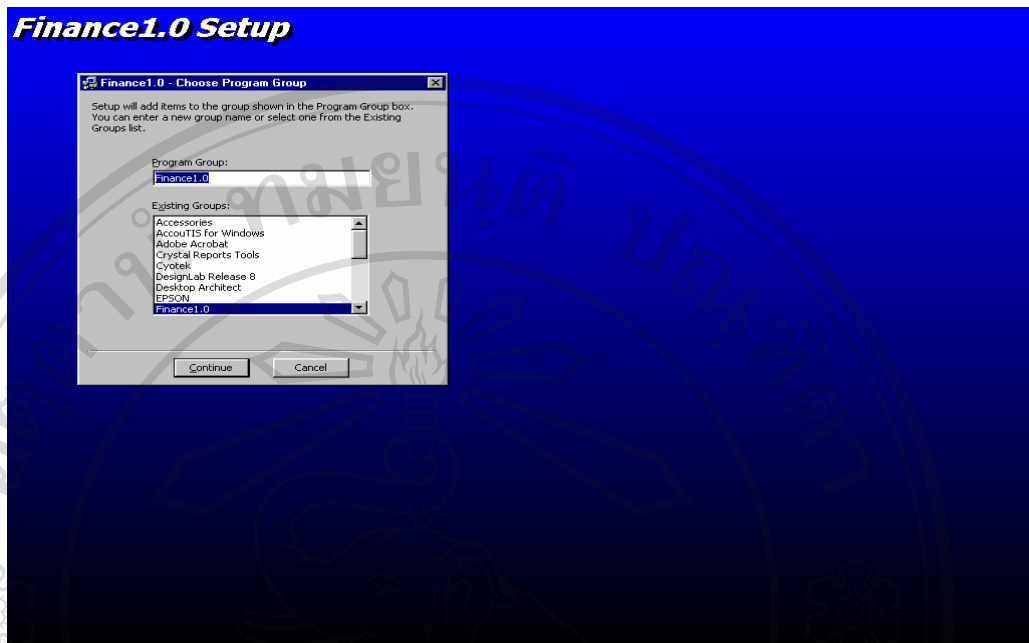 Finance1.0 Setup
Finance1.0 - Choose Program Group
Setup will add items to the group shown in the Program Group box.
You can enter a new group name or select one from the Existing
Groups list.
Program Group:
Finance1.0
Existing Groups:
Accessories
AccouTIS for Windows
Adobe Acrobat
Crystal Reports Tools
Cyotek
DesignLab Release 8
Desktop Architect
EPSON
Finance1.0
Continue
Cancel